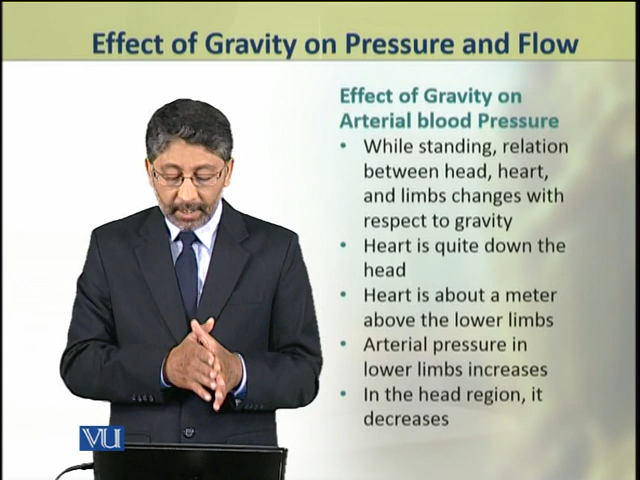 Effect of Gravity on Pressure and Flow
Effect of Gravity on
Arterial blood Pressure
• While standing, relation
between head, heart,
and limbs changes with
respect to gravity
• Heart is quite down the
head
• Heart is about a meter
above the lower limbs
• Arterial pressure in
lower limbs increases
• In the head region, it
decreases
VU